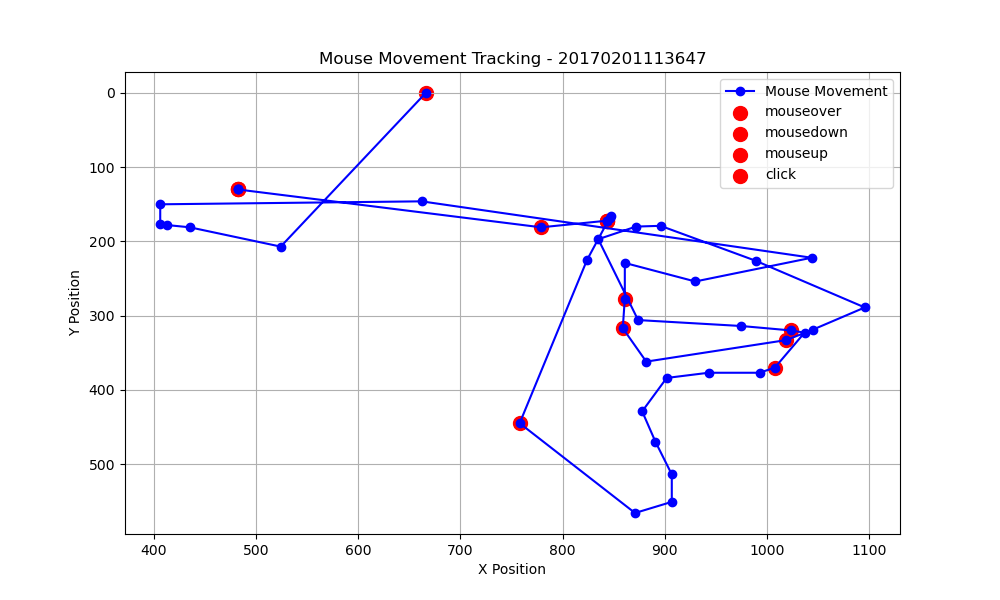 Mouse Movement Tracking - 20170201113647
Mouse Movement
mouseover
mousedown
mouseup
click
0
100
200
300
400
500
Y Position
400 500 600 700 800 900 1000 1100
X Position